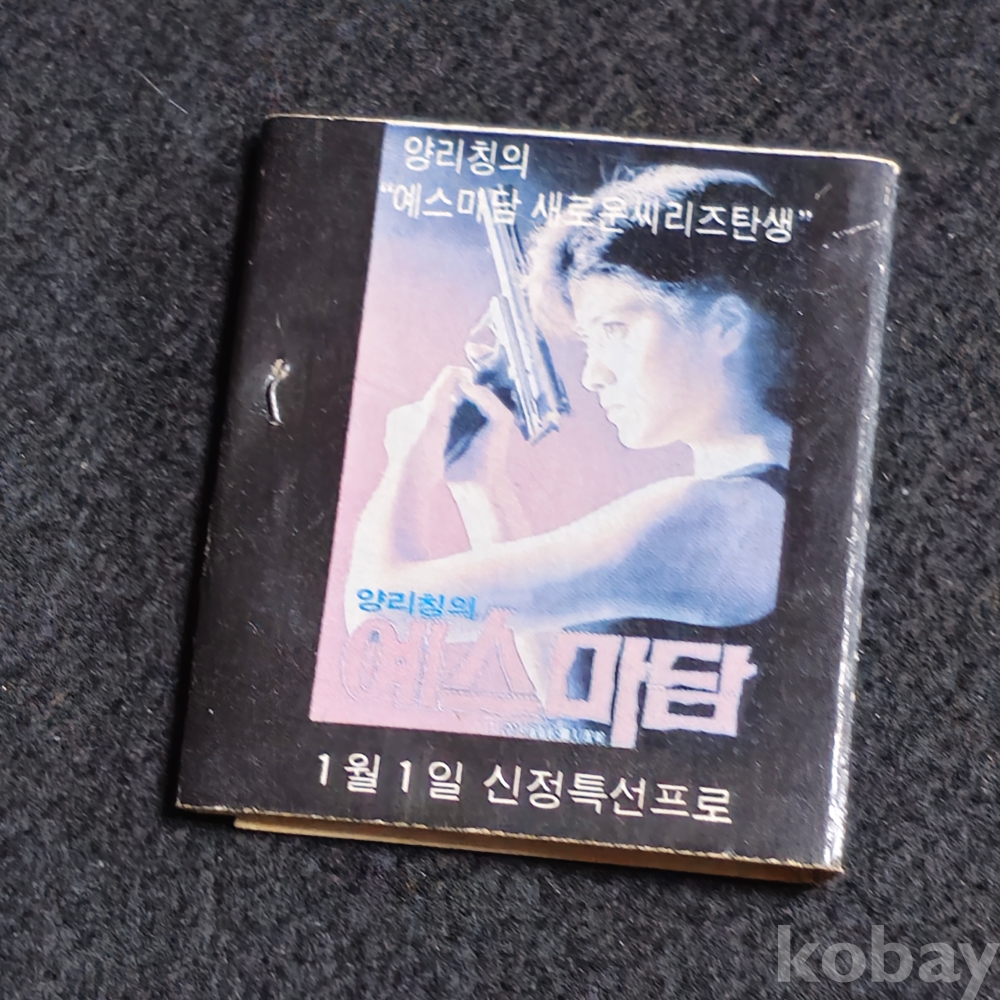 양리칭의
“예스마담 새로운씨리즈탄생”
양리칭의
예스마담
1월 1일 신정특선프로
kobay